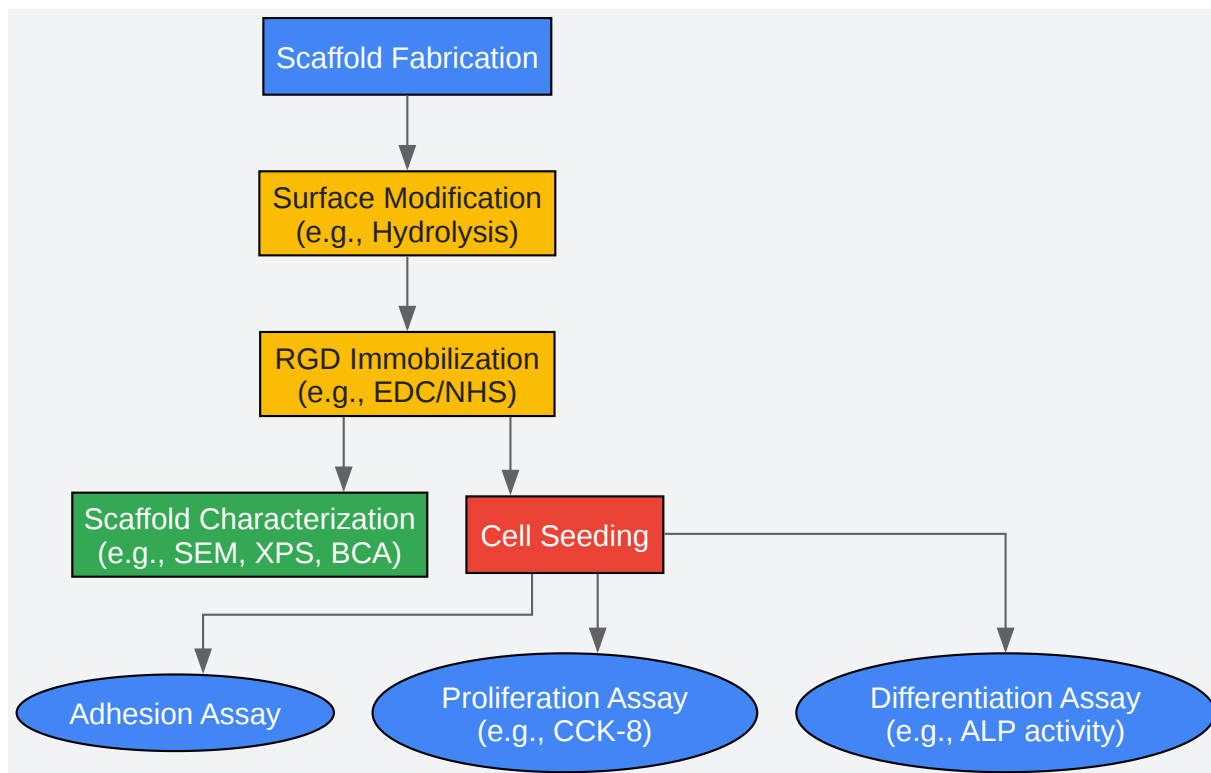 Scaffold Fabrication
Surface Modification
(e.g., Hydrolysis)
RGD Immobilization
(e.g., EDC/NHS)
Scaffold Characterization
(e.g., SEM, XPS, BCA)
Cell Seeding
Adhesion Assay
Proliferation Assay
(e.g., CCK-8)
Differentiation Assay
(e.g., ALP activity)